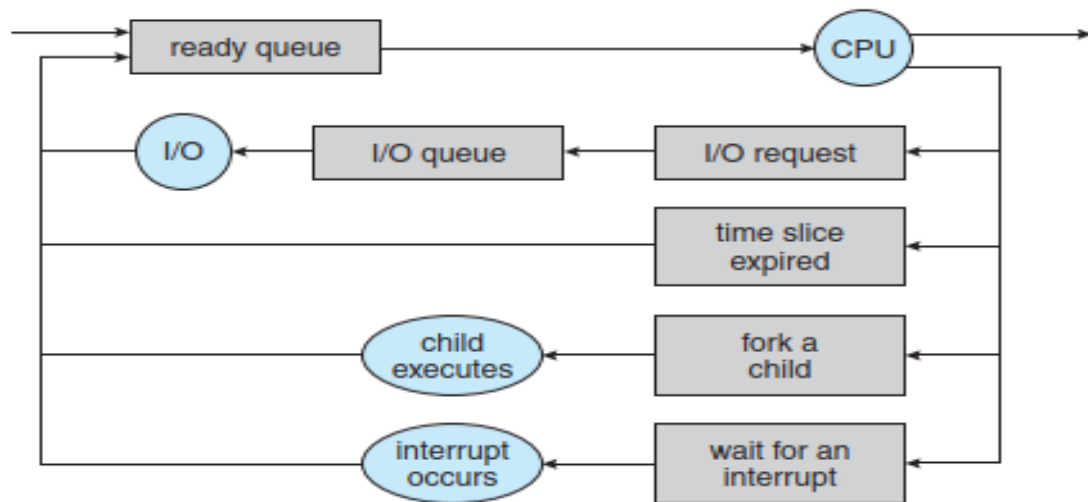 ready queue
CPU
I/O
I/O queue
I/O request
time slice
expired
child
executes
fork a
child
interrupt
occurs
wait for an
interrupt